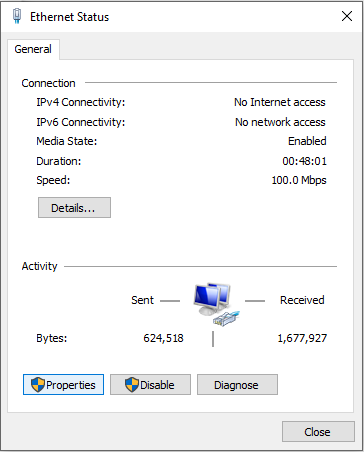 Ethernet Status
General
Connection
IPv4 Connectivity: No Internet access
IPv6 Connectivity: No network access
Media State: Enabled
Duration: 00:48:01
Speed: 100.0 Mbps
Details...
Activity
Sent Received
Bytes: 624,518 1,677,927
Properties Disable Diagnose
Close